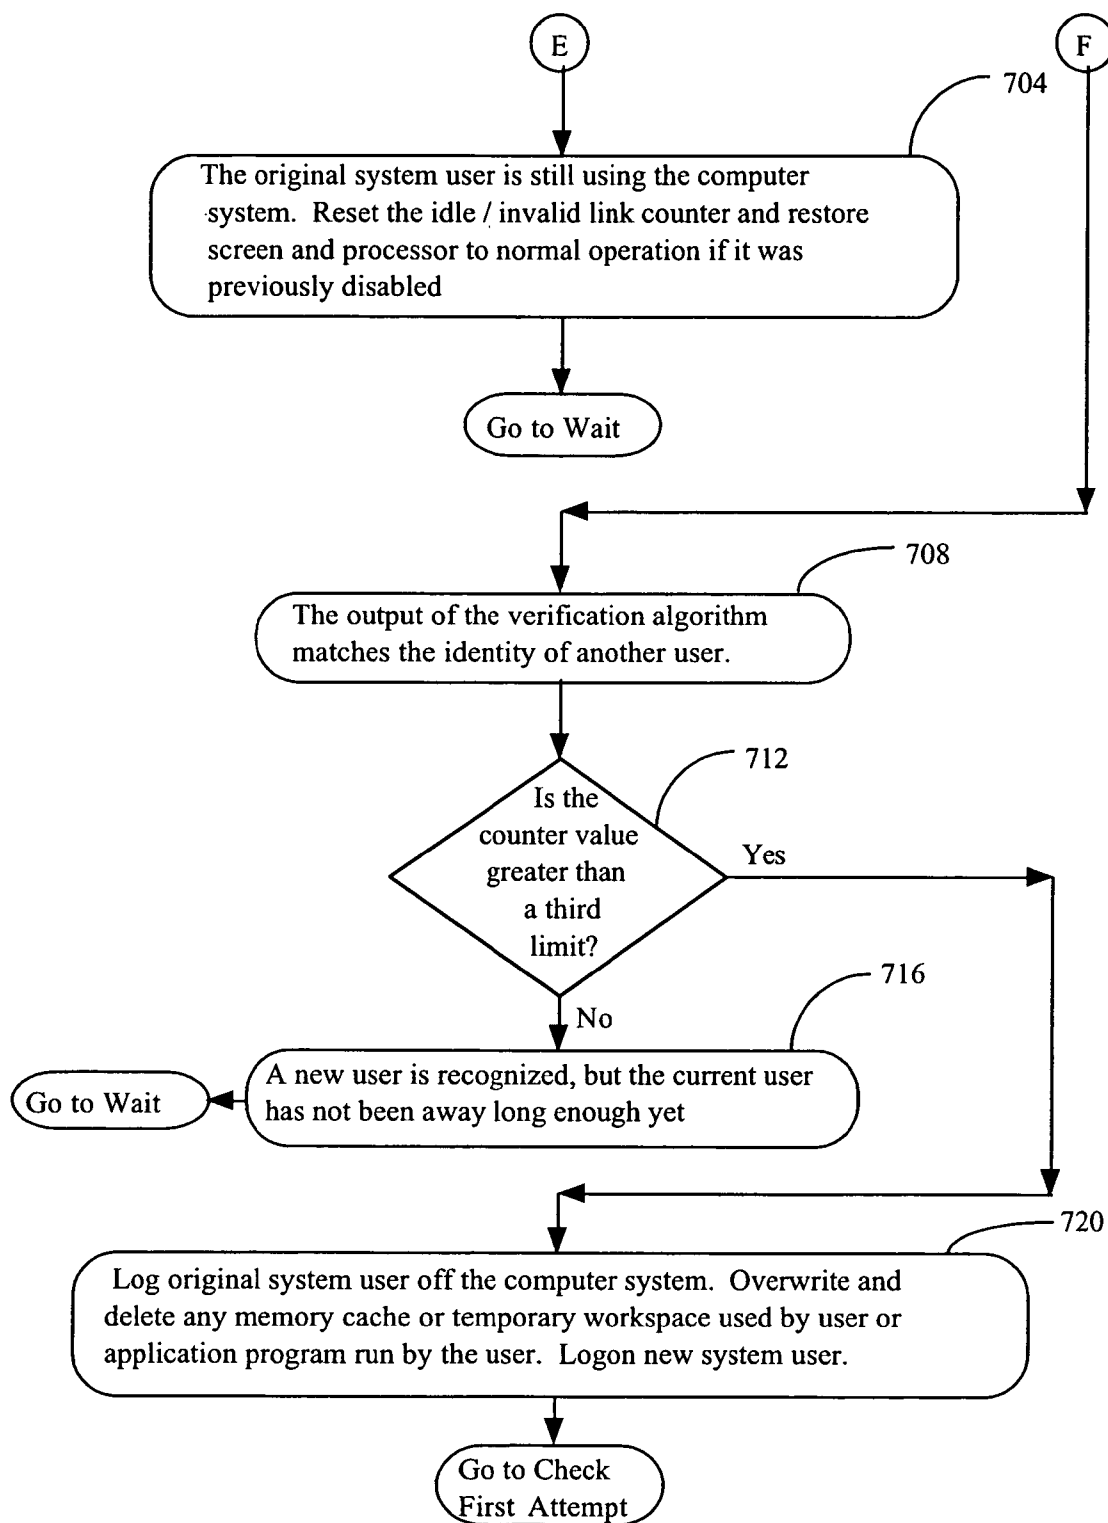 E
F
704
The original system user is still using the computer
system. Reset the idle / invalid link counter and restore
screen and processor to normal operation if it was
previously disabled
Go to Wait
708
The output of the verification algorithm
matches the identity of another user.
712
Is the
counter value
greater than
a third
limit?
Yes
No
716
A new user is recognized, but the current user
has not been away long enough yet
Go to Wait
720
Log original system user off the computer system. Overwrite and
delete any memory cache or temporary workspace used by user or
application program run by the user. Logon new system user.
Go to Check
First Attempt